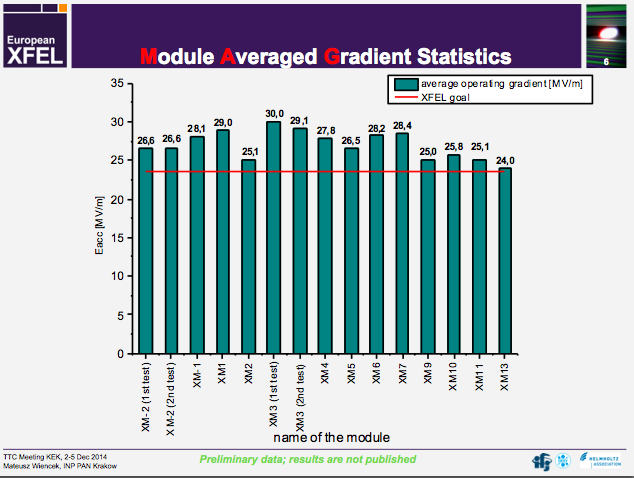 European
XFEL
Module Averaged Gradient Statistics
6
average operating gradient [MV/m]
XFEL goal
Eacc [MV/m]
35
30
25
20
15
10
5
0
26,6
26,6
28,1
29,0
25,1
30,0
29,1
27,8
26,5
28,2
28,4
25,0
25,8
25,1
24,0
XM-2 (1st test)
XM-2 (2nd test)
XM-1
XM1
XM2
XM3 (1st test)
XM3 (2nd test)
XM4
XM5
XM6
XM7
XM9
XM10
XM11
XM13
name of the module
TTC Meeting KEK, 2-5 Dec 2014
Mateusz Wiencek, INP PAN Krakow
Preliminary data; results are not published
HELMHOLTZ
ASSOCIATION